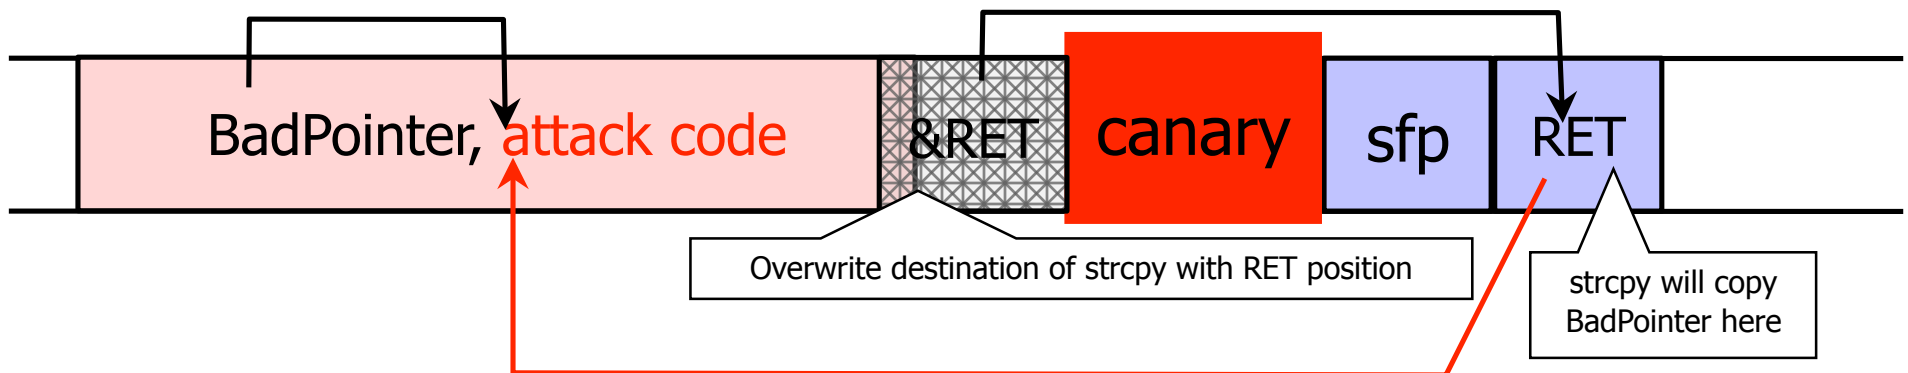 BadPointer, attack code
&RET
canary
sfp
RET
Overwrite destination of strcpy with RET position
strcpy will copy
BadPointer here